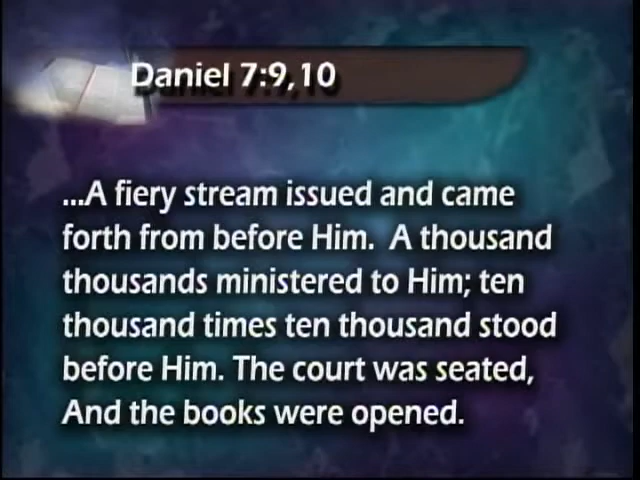 Daniel 7:9,10
...A fiery stream issued and came
forth from before Him. A thousand
thousands ministered to Him; ten
thousand times ten thousand stood
before Him. The court was seated,
And the books were opened.